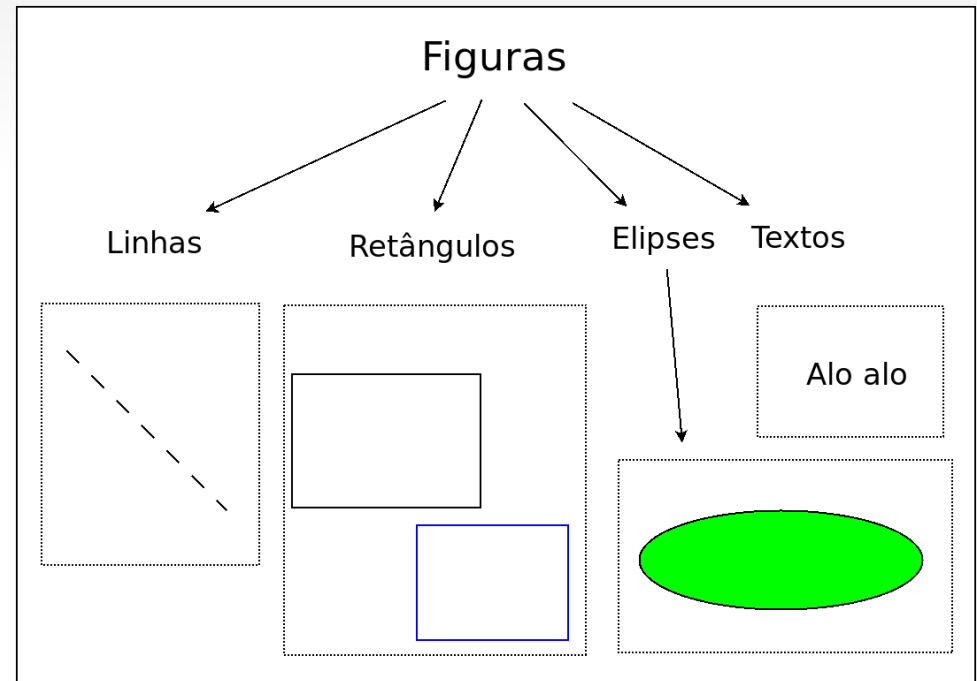 Figuras
Linhas
Retângulos
Elipses
Textos
Alo alo